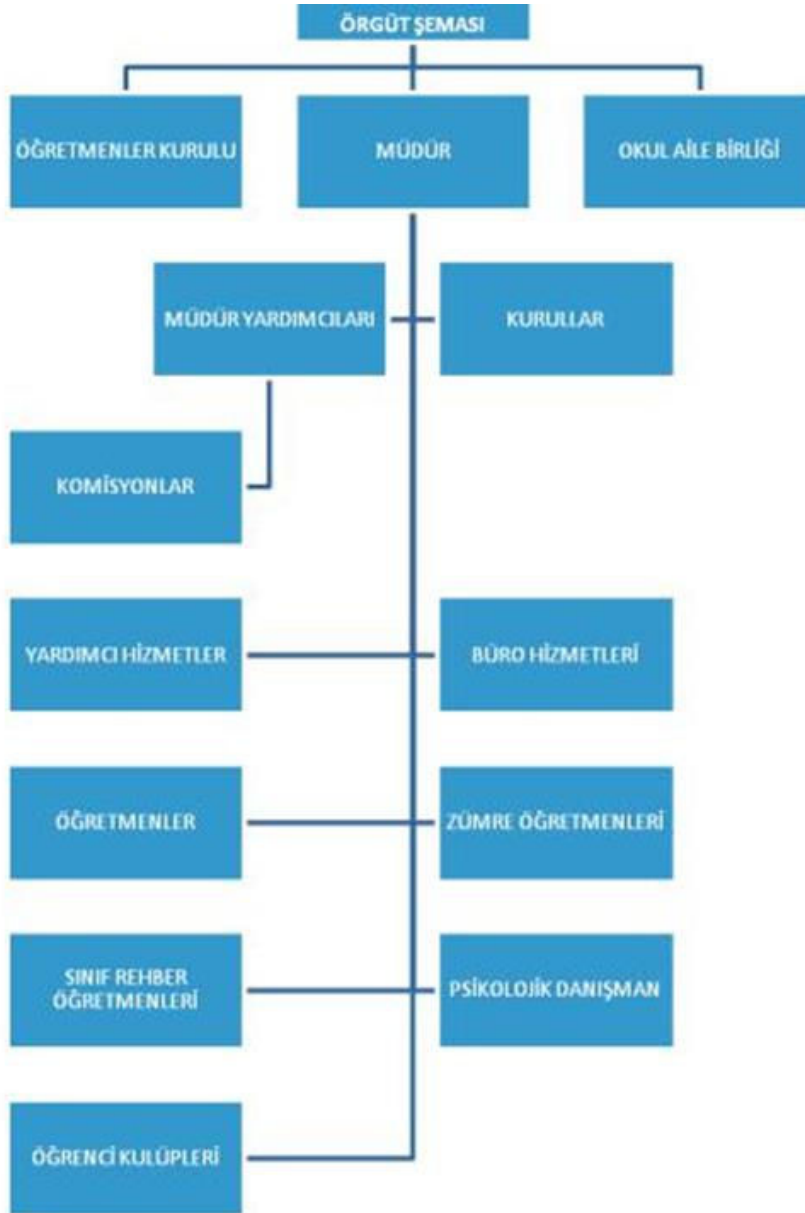 ÖRGÜT ŞEMASI
ÖĞRETMENLER KURULU
MÜDÜR
OKUL AİLE BİRLİĞİ
MÜDÜR YARDIMCILARI
KURULLAR
KOMİSYONLAR
YARDIMCI HİZMETLER
BÜRO HİZMETLERİ
ÖĞRETMENLER
ZÜMRE ÖĞRETMENLERİ
SINIF REHBER
ÖĞRETMENLERİ
PSİKOLOJİK DANIŞMAN
ÖĞRENCİ KULÜPLERİ